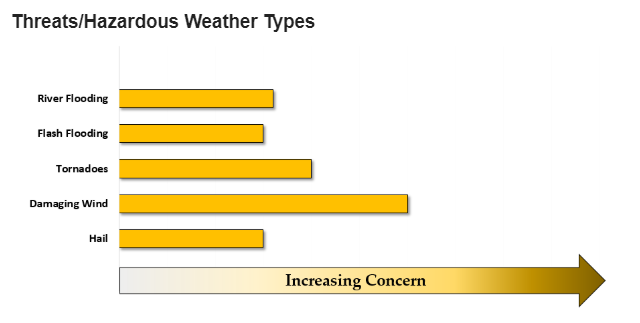 Threats/Hazardous Weather Types
River Flooding
Flash Flooding
Tornadoes
Damaging Wind
Hail
Increasing Concern